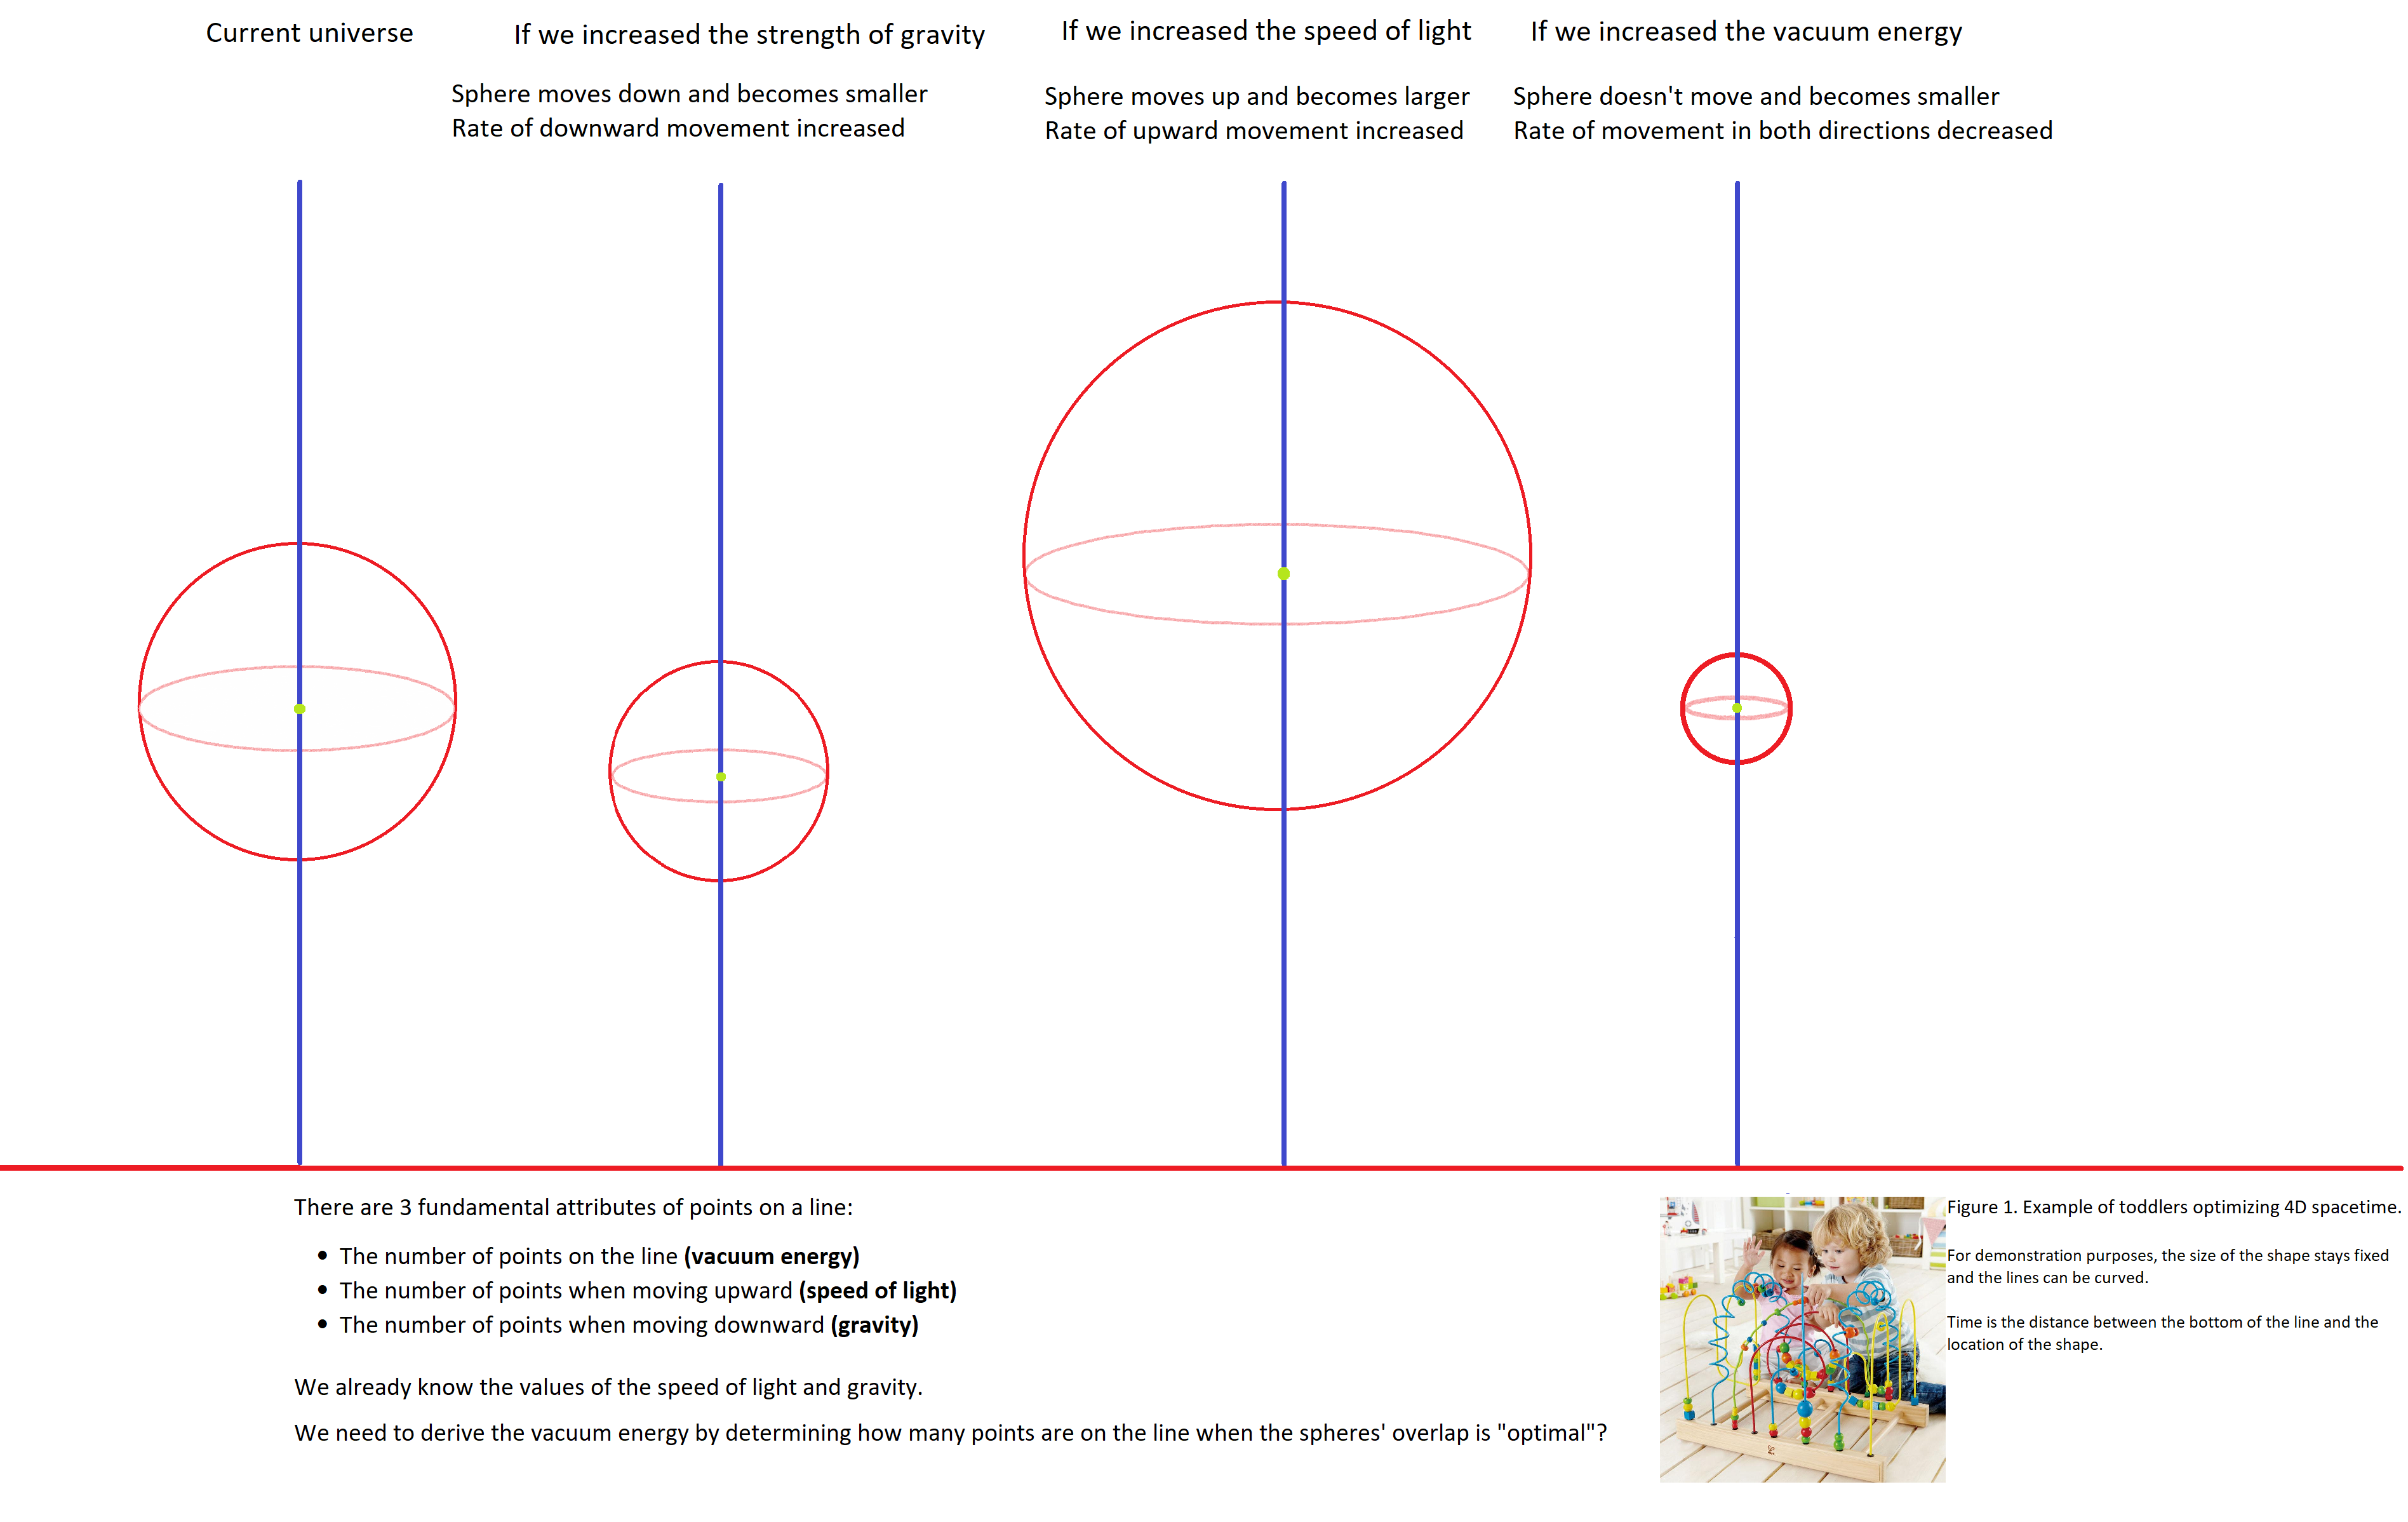 Current universe
If we increased the strength of gravity
Sphere moves down and becomes smaller
Rate of downward movement increased
If we increased the speed of light
Sphere moves up and becomes larger
Rate of upward movement increased
If we increased the vacuum energy
Sphere doesn't move and becomes smaller
Rate of movement in both directions decreased
There are 3 fundamental attributes of points on a line:
• The number of points on the line (vacuum energy)
• The number of points when moving upward (speed of light)
• The number of points when moving downward (gravity)
We already know the values of the speed of light and gravity.
We need to derive the vacuum energy by determining how many points are on the line when the spheres' overlap is "optimal"?
Figure 1. Example of toddlers optimizing 4D spacetime.
For demonstration purposes, the size of the shape stays fixed
and the lines can be curved.
Time is the distance between the bottom of the line and the
location of the shape.